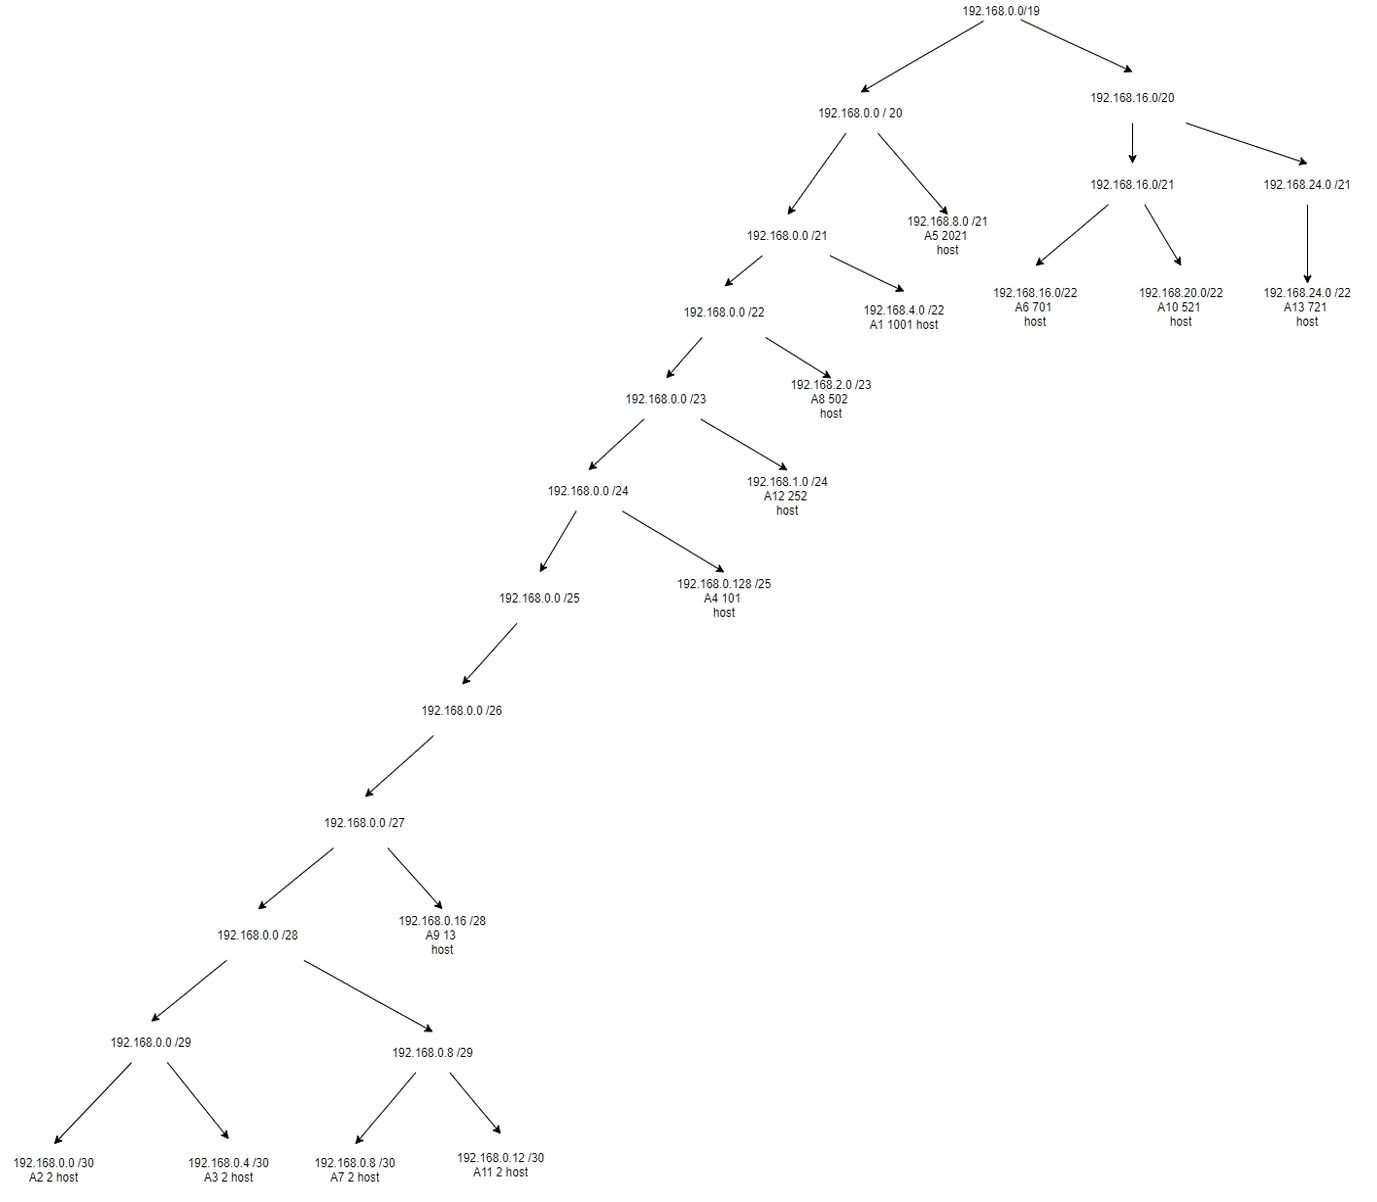 192.168.0.0/19
192.168.16.0/20
192.168.0.0 / 20
192.168.16.0/21
192.168.24.0 /21
192.168.8.0 /21
A5 2021
host
192.168.0.0 /21
192.168.16.0/22
A6 701
host
192.168.20.0/22
A10 521
host
192.168.24.0 /22
A13 721
host
192.168.0.0 /22
192.168.4.0 /22
A1 1001 host
192.168.2.0 /23
A8 502
host
192.168.0.0 /23
192.168.1.0 /24
A12 252
host
192.168.0.0 /24
192.168.0.128 /25
A4 101
host
192.168.0.0 /25
192.168.0.0 /26
192.168.0.0 /27
192.168.0.16 /28
A9 13
host
192.168.0.0 /28
192.168.0.0 /29
192.168.0.8 /29
192.168.0.0 /30
A2 2 host
192.168.0.4 /30
A3 2 host
192.168.0.8 /30
A7 2 host
192.168.0.12 /30
A11 2 host